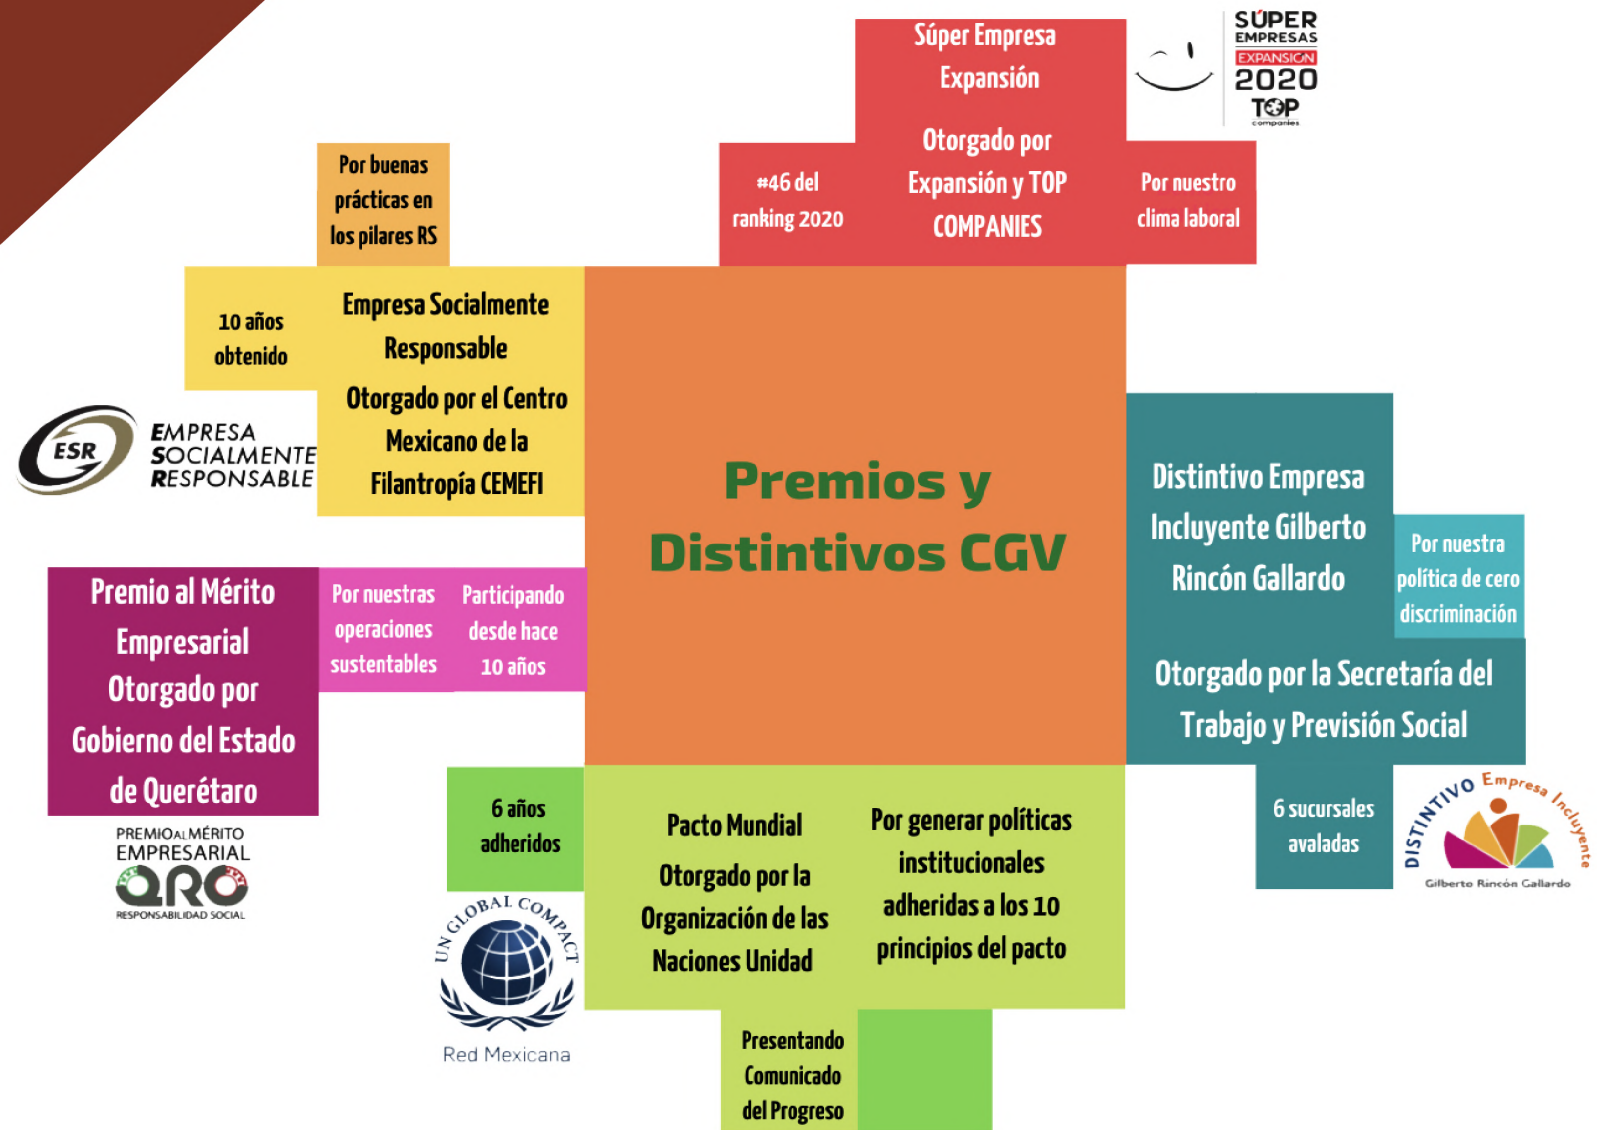 Súper Empresa
Expansión
Otorgado por
Expansión y TOP
COMPANIES
#46 del
ranking 2020
Por nuestro
clima laboral
SÚPER
EMPRESAS
EXPANSIÓN
2020
TOP
companies
Por buenas
prácticas en
los pilares RS
10 años
obtenido
Empresa Socialmente
Responsable
Otorgado por el Centro
Mexicano de la
Filantropía CEMEFI
ESR
EMPRESA
SOCIALMENTE
RESPONSABLE
Premios y
Distintivos CGV
Distintivo Empresa
Incluyente Gilberto
Rincón Gallardo
Por nuestra
política de cero
discriminación
Otorgado por la Secretaría del
Trabajo y Previsión Social
6 sucursales
avaladas
DISTINTIVO Empresa Incluyente
Gilberto Rincón Gallardo
Premio al Mérito
Empresarial
Otorgado por
Gobierno del Estado
de Querétaro
Por nuestras
operaciones
sustentables
Participando
desde hace
10 años
PREMIO AL MÉRITO
EMPRESARIAL
QRO
RESPONSABILIDAD SOCIAL
6 años
adheridos
UN GLOBAL COMPACT
Red Mexicana
Pacto Mundial
Otorgado por la
Organización de las
Naciones Unidad
Por generar políticas
institucionales
adheridas a los 10
principios del pacto
Presentando
Comunicado
del Progreso